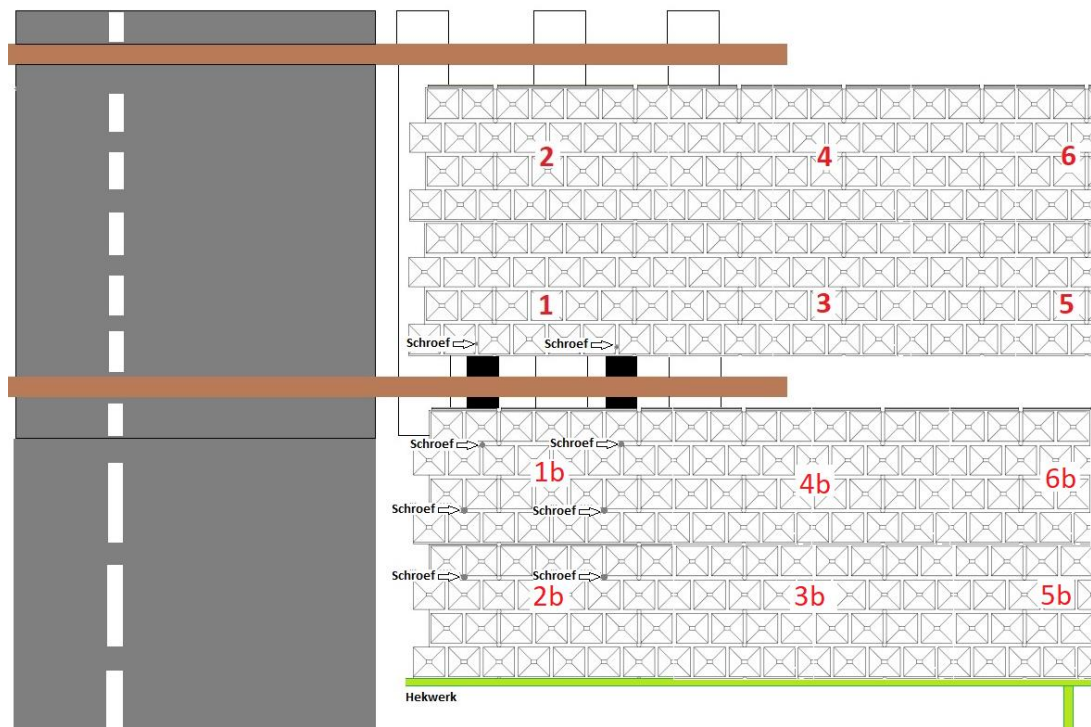 2 4 6
1 3 5
Schroef Schroef
Schroef Schroef
1b 4b 6b
Schroef Schroef
Schroef Schroef
2b 3b 5b
Hekwerk